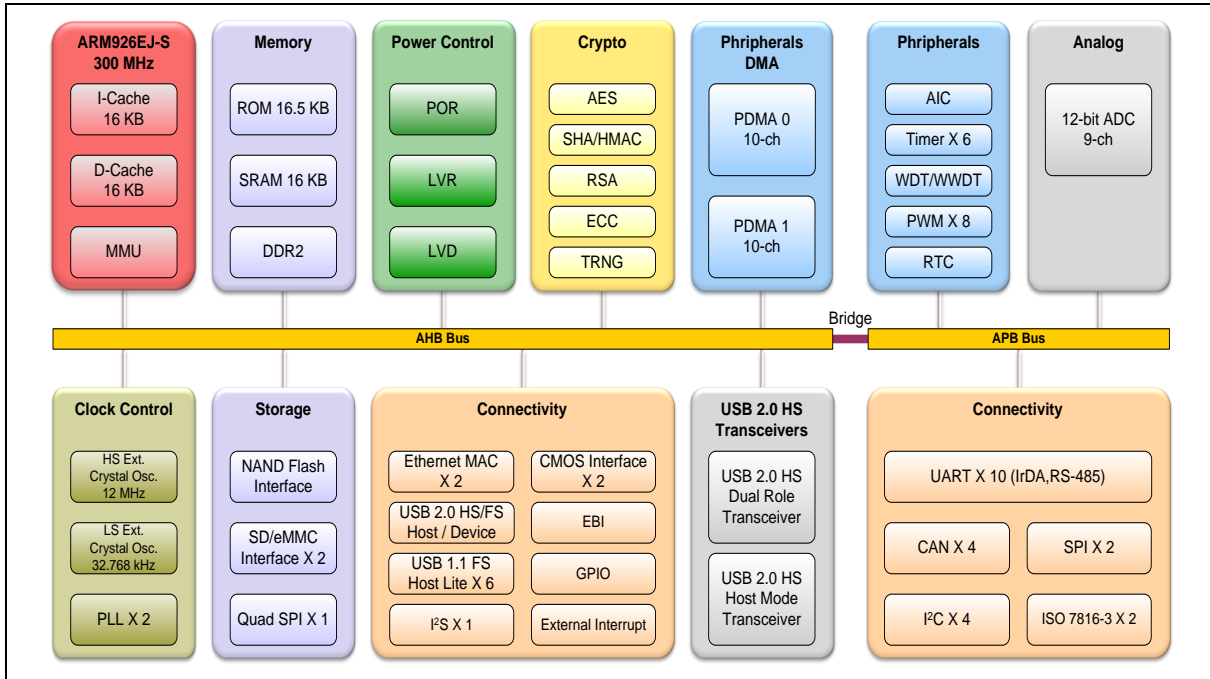 ARM926EJ-S
300 MHz
I-Cache
16 KB
D-Cache
16 KB
MMU
Memory
ROM 16.5 KB
SRAM 16 KB
DDR2
Power Control
POR
LVR
LVD
Crypto
AES
SHA/HMAC
RSA
ECC
TRNG
Phripherals
DMA
PDMA 0
10-ch
PDMA 1
10-ch
Phripherals
AIC
Timer X 6
WDT/WWDT
PWM X 8
RTC
Analog
12-bit ADC
9-ch
AHB Bus
Bridge
APB Bus
Clock Control
HS Ext.
Crystal Osc.
12 MHz
LS Ext.
Crystal Osc.
32.768 kHz
PLL X 2
Storage
NAND Flash
Interface
SD/eMMC
Interface X 2
Quad SPI X 1
Connectivity
Ethernet MAC
X 2
USB 2.0 HS/FS
Host / Device
USB 1.1 FS
Host Lite X 6
I²S X 1
CMOS Interface
X 2
EBI
GPIO
External Interrupt
USB 2.0 HS
Transceivers
USB 2.0 HS
Dual Role
Transceiver
USB 2.0 HS
Host Mode
Transceiver
Connectivity
UART X 10 (IrDA,RS-485)
CAN X 4
SPI X 2
I²C X 4
ISO 7816-3 X 2